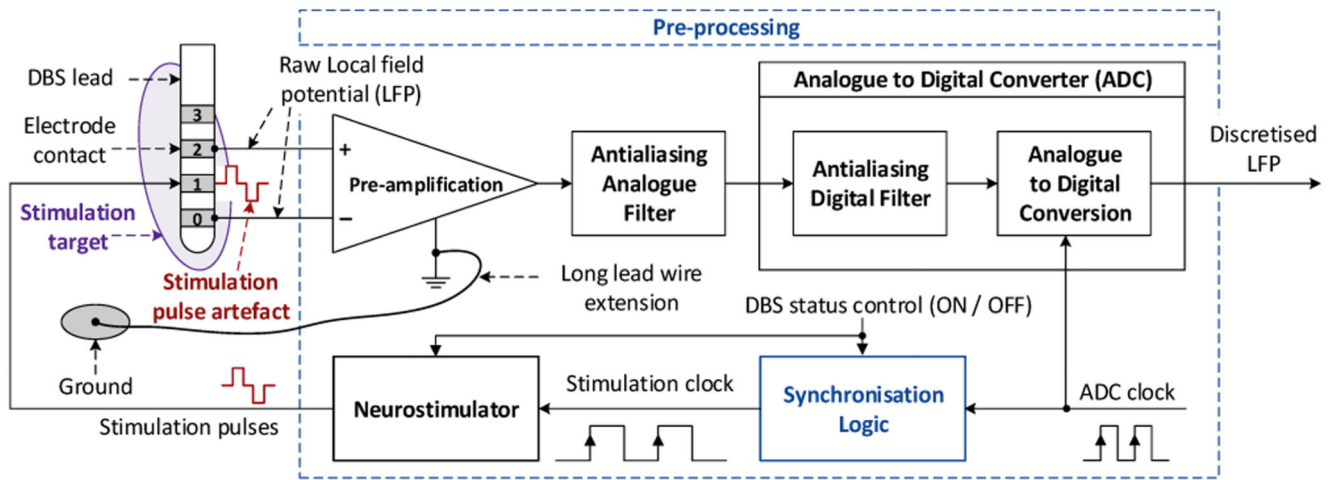 Pre-processing
DBS lead
Raw Local field
potential (LFP)
Analogue to Digital Converter (ADC)
3
Electrode
contact
2
+
Antialiasing
Analogue
Filter
Antialiasing
Digital Filter
Analogue
to Digital
Conversion
Discretised
LFP
1
Pre-amplification
Stimulation
target
0
−
Stimulation
pulse artefact
Long lead wire
extension
DBS status control (ON / OFF)
Ground
Neurostimulator
Stimulation clock
Synchronisation
Logic
ADC clock
Stimulation pulses